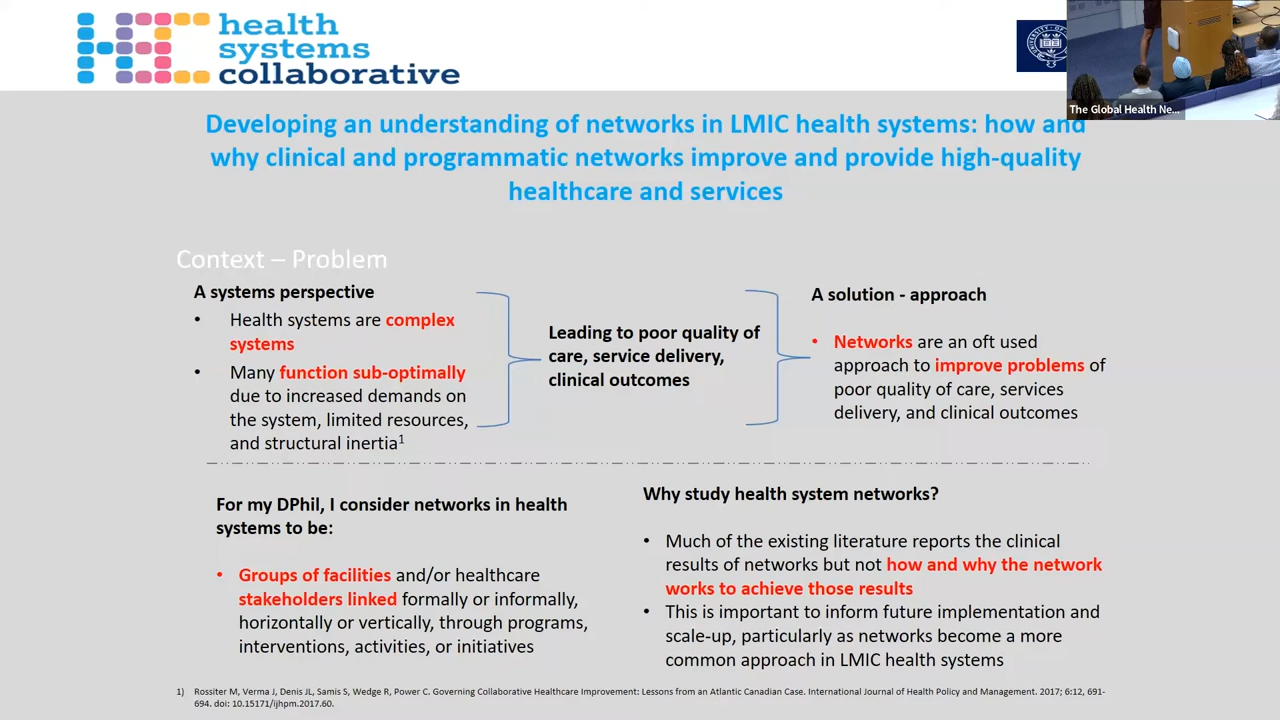 health
systems
collaborative
UNIVERSITY OF
The Global Health Ne...
Developing an understanding of networks in LMIC health systems: how and
why clinical and programmatic networks improve and provide high-quality
healthcare and services
Context – Problem
A systems perspective
• Health systems are complex
systems
• Many function sub-optimally
due to increased demands on
the system, limited resources,
and structural inertia1
Leading to poor quality of
care, service delivery,
clinical outcomes
A solution - approach
• Networks are an oft used
approach to improve problems of
poor quality of care, services
delivery, and clinical outcomes
For my DPhil, I consider networks in health
systems to be:
• Groups of facilities and/or healthcare
stakeholders linked formally or informally,
horizontally or vertically, through programs,
interventions, activities, or initiatives
Why study health system networks?
• Much of the existing literature reports the clinical
results of networks but not how and why the network
works to achieve those results
• This is important to inform future implementation and
scale-up, particularly as networks become a more
common approach in LMIC health systems
1) Rossiter M, Verma J, Denis JL, Samis S, Wedge R, Power C. Governing Collaborative Healthcare Improvement: Lessons from an Atlantic Canadian Case. International Journal of Health Policy and Management. 2017; 6:12, 691-
694. doi: 10.15171/ijhpm.2017.60.